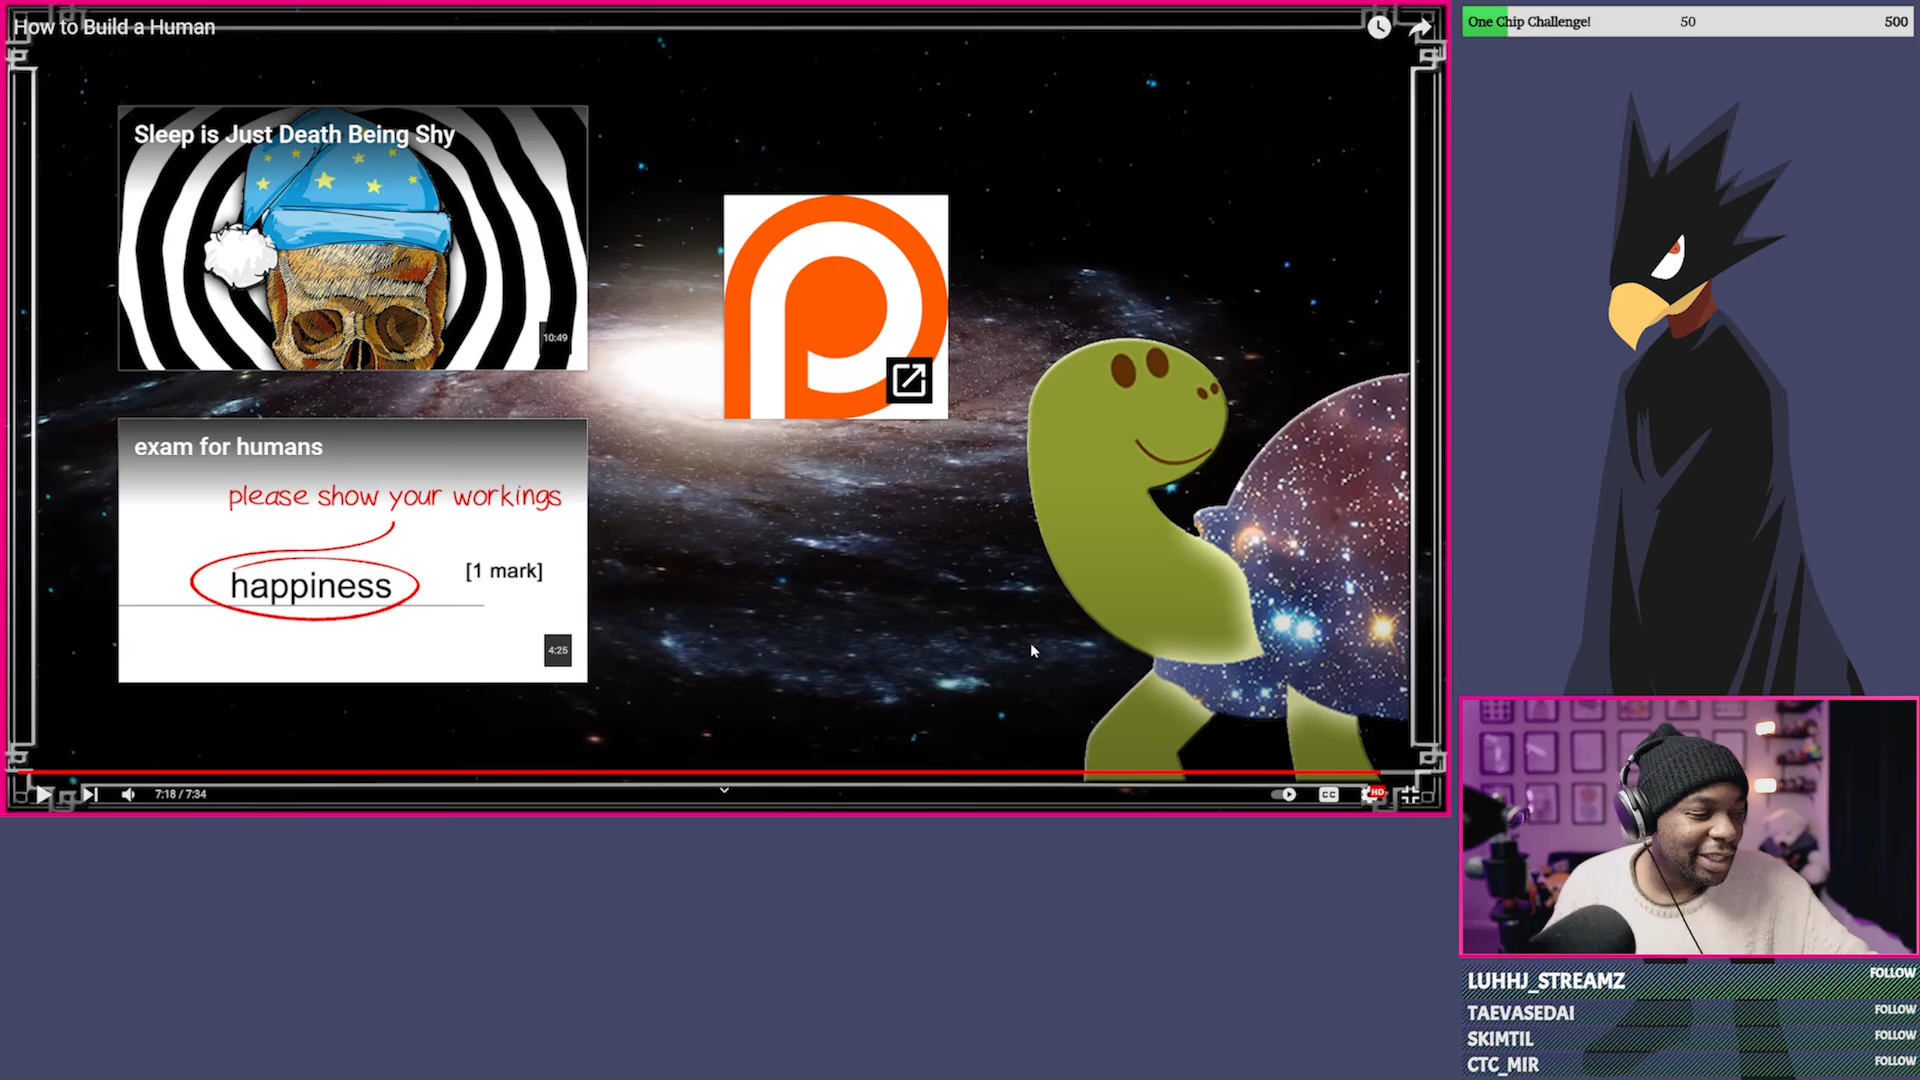 How to Build a Human
Sleep is Just Death Being Shy
10:49
exam for humans
please show your workings
happiness
[1 mark]
4:25
7:18 / 7:34
CC
HD
One Chip Challenge!
50
500
LUHHJ_STREAMZ
FOLLOW
TAEVASEDAI
FOLLOW
SKIMTIL
FOLLOW
CTC_MIR
FOLLOW